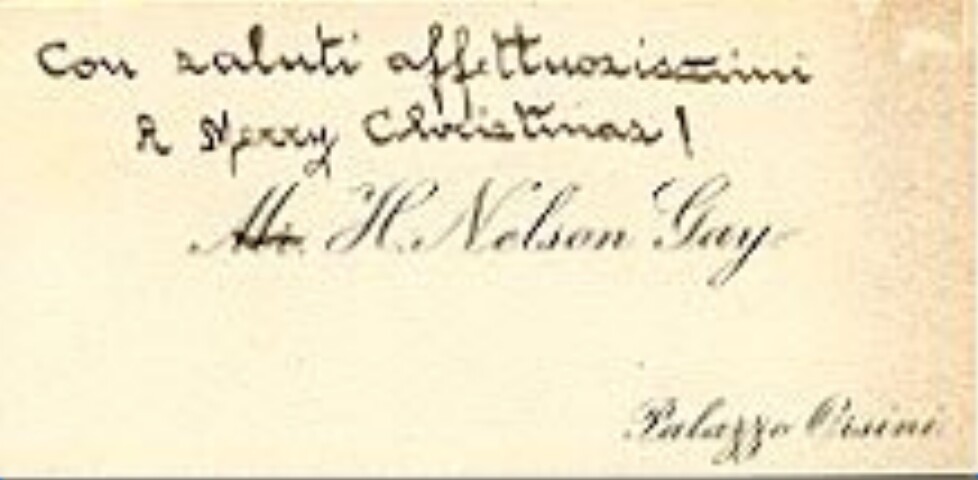 Con saluti affettuosissimi
A Merry Christmas!
Mr. H. Nelson Gay
Palazzo Orsini